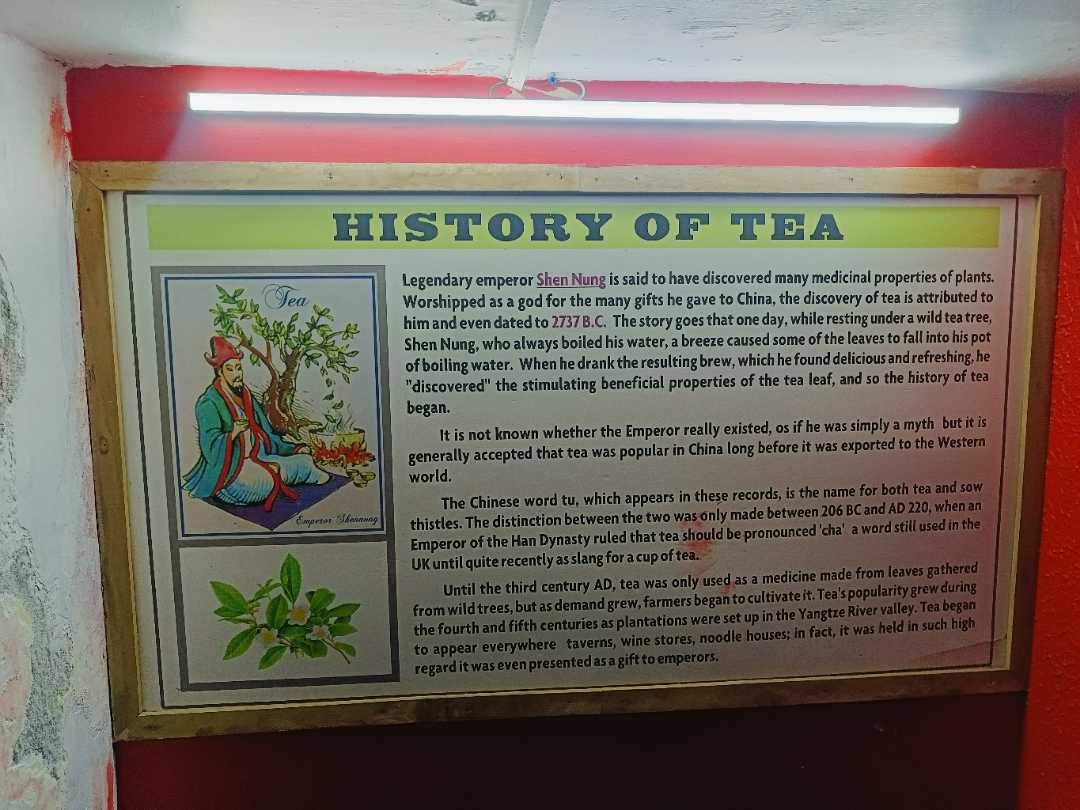 HISTORY OF TEA
Tea
Emperor Shennung
Legendary emperor Shen Nung is said to have discovered many medicinal properties of plants.
Worshipped as a god for the many gifts he gave to China, the discovery of tea is attributed to
him and even dated to 2737 B.C. The story goes that one day, while resting under a wild tea tree,
Shen Nung, who always boiled his water, a breeze caused some of the leaves to fall into his pot
of boiling water. When he drank the resulting brew, which he found delicious and refreshing, he
"discovered" the stimulating beneficial properties of the tea leaf, and so the history of tea
began.
It is not known whether the Emperor really existed, os if he was simply a myth but it is
generally accepted that tea was popular in China long before it was exported to the Western
world.
The Chinese word tu, which appears in these records, is the name for both tea and sow
thistles. The distinction between the two was only made between 206 BC and AD 220, when an
Emperor of the Han Dynasty ruled that tea should be pronounced 'cha' a word still used in the
UK until quite recently as slang for a cup of tea.
Until the third century AD, tea was only used as a medicine made from leaves gathered
from wild trees, but as demand grew, farmers began to cultivate it. Tea's popularity grew during
the fourth and fifth centuries as plantations were set up in the Yangtze River valley. Tea began
to appear everywhere taverns, wine stores, noodle houses; in fact, it was held in such high
regard it was even presented as a gift to emperors.